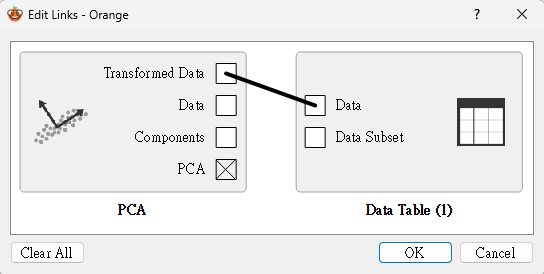 Edit Links - Orange
?
Transformed Data
Data
Components
PCA
Data
Data Subset
PCA
Data Table (1)
Clear All
OK
Cancel